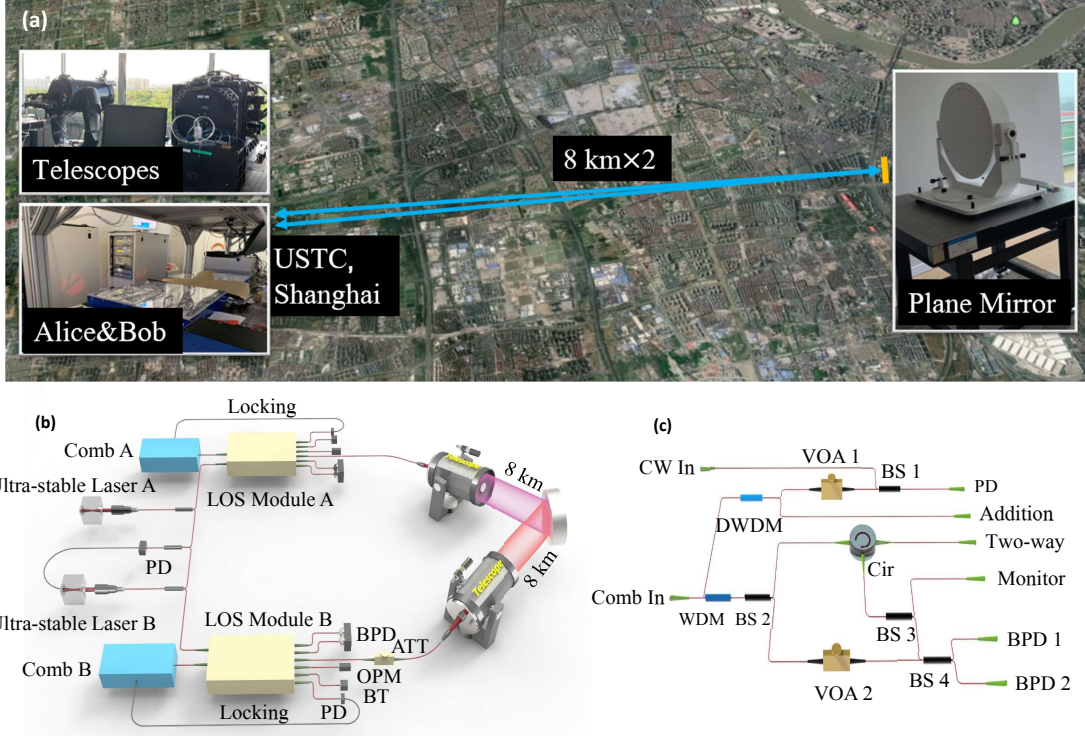 (a)
Telescopes
8 km×2
USTC,
Shanghai
Alice&Bob
Plane Mirror
(b)
Locking
Comb A
LOS Module A
Ultra-stable Laser A
PD
Ultra-stable Laser B
LOS Module B
Comb B
BPD
ATT
OPM
BT
PD
Locking
Telescope
8 km
Telescope
8 km
(c)
CW In
VOA 1
BS 1
PD
DWDM
Addition
Two-way
Cir
Monitor
Comb In
WDM
BS 2
BS 3
BPD 1
VOA 2
BS 4
BPD 2